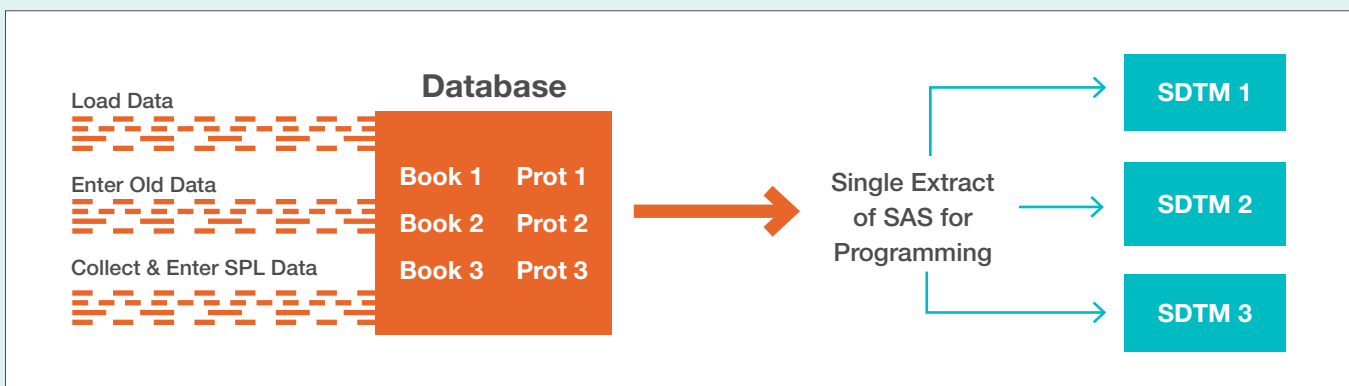 Database
Load Data
Enter Old Data
Collect & Enter SPL Data
Book 1 Prot 1
Book 2 Prot 2
Book 3 Prot 3
Single Extract
of SAS for
Programming
SDTM 1
SDTM 2
SDTM 3